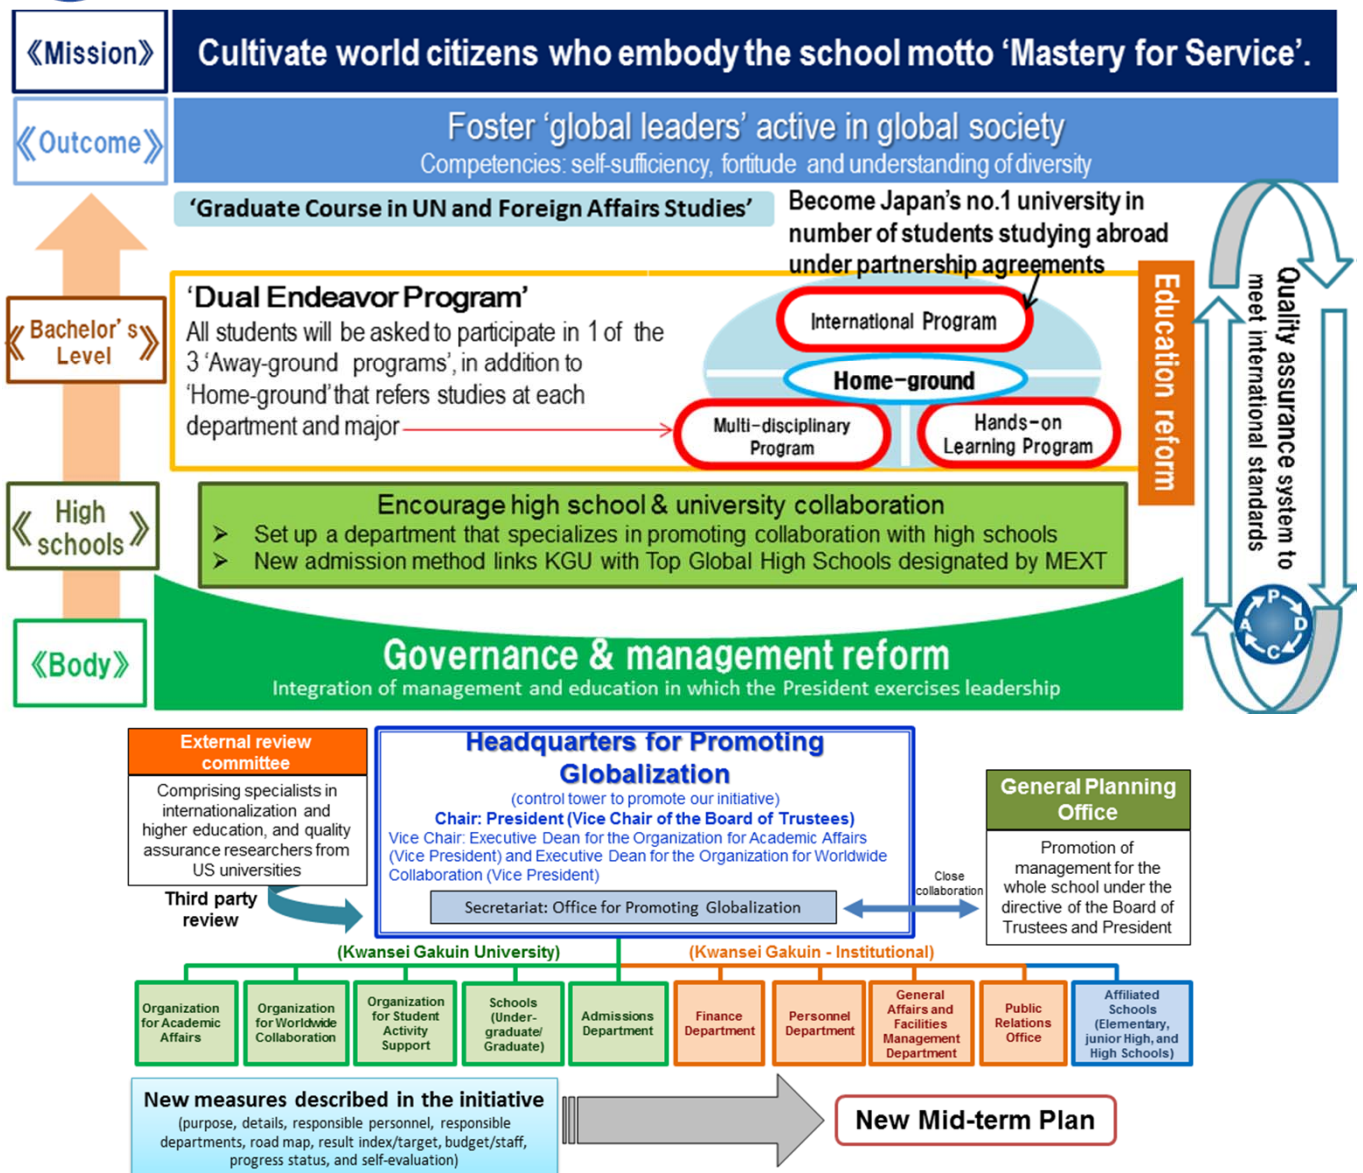 《Mission》
Cultivate world citizens who embody the school motto ‘Mastery for Service’.
《Outcome》
Foster ‘global leaders’ active in global society
Competencies: self-sufficiency, fortitude and understanding of diversity
‘Graduate Course in UN and Foreign Affairs Studies’
Become Japan’s no.1 university in
number of students studying abroad
under partnership agreements
《Bachelor’s
Level》
‘Dual Endeavor Program’
All students will be asked to participate in 1 of the
3 ‘Away-ground programs’, in addition to
‘Home-ground’ that refers studies at each
department and major
International Program
Home-ground
Multi-disciplinary
Program
Hands-on
Learning Program
Education reform
Quality assurance system to
meet international standards
《High
schools》
Encourage high school & university collaboration
➢ Set up a department that specializes in promoting collaboration with high schools
➢ New admission method links KGU with Top Global High Schools designated by MEXT
P
D
C
A
《Body》
Governance & management reform
Integration of management and education in which the President exercises leadership
External review
committee
Comprising specialists in
internationalization and
higher education, and quality
assurance researchers from
US universities
Third party
review
Headquarters for Promoting
Globalization
(control tower to promote our initiative)
Chair: President (Vice Chair of the Board of Trustees)
Vice Chair: Executive Dean for the Organization for Academic Affairs
(Vice President) and Executive Dean for the Organization for Worldwide
Collaboration (Vice President)
Secretariat: Office for Promoting Globalization
Close
collaboration
General Planning
Office
Promotion of
management for the
whole school under the
directive of the Board of
Trustees and President
(Kwansei Gakuin University)
(Kwansei Gakuin - Institutional)
Organization
for Academic
Affairs
Organization
for Worldwide
Collaboration
Organization
for Student
Activity
Support
Schools
(Under-
graduate/
Graduate)
Admissions
Department
Finance
Department
Personnel
Department
General
Affairs and
Facilities
Management
Department
Public
Relations
Office
Affiliated
Schools
(Elementary,
junior High, and
High Schools)
New measures described in the initiative
(purpose, details, responsible personnel, responsible
departments, road map, result index/target, budget/staff,
progress status, and self-evaluation)
New Mid-term Plan